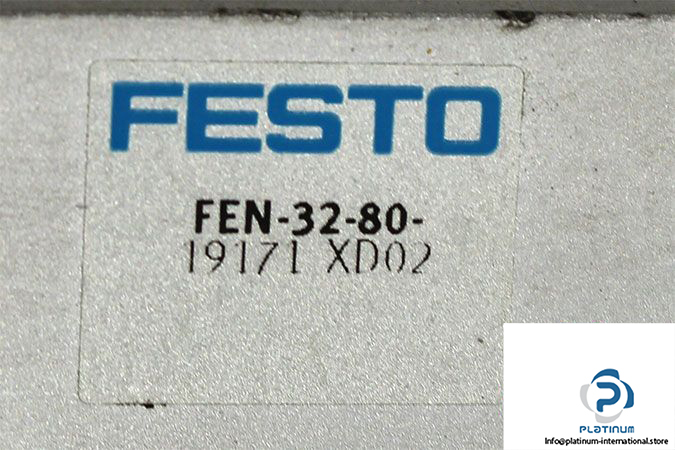 FESTO
FEN-32-80-
19171 XD02
PLATINUM
Info@platinum-international.store